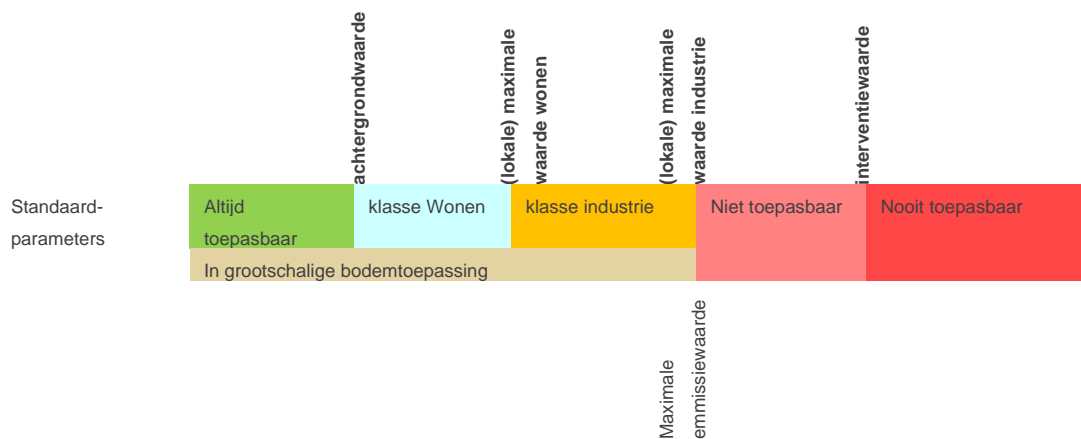 achtergrondwaarde
(lokale) maximale
waarde wonen
(lokale) maximale
waarde industrie
interventiewaarde
Standaard-
parameters
Altijd
toepasbaar
klasse Wonen
klasse industrie
Niet toepasbaar
Nooit toepasbaar
In grootschalige bodemtoepassing
Maximale
emmissiewaarde